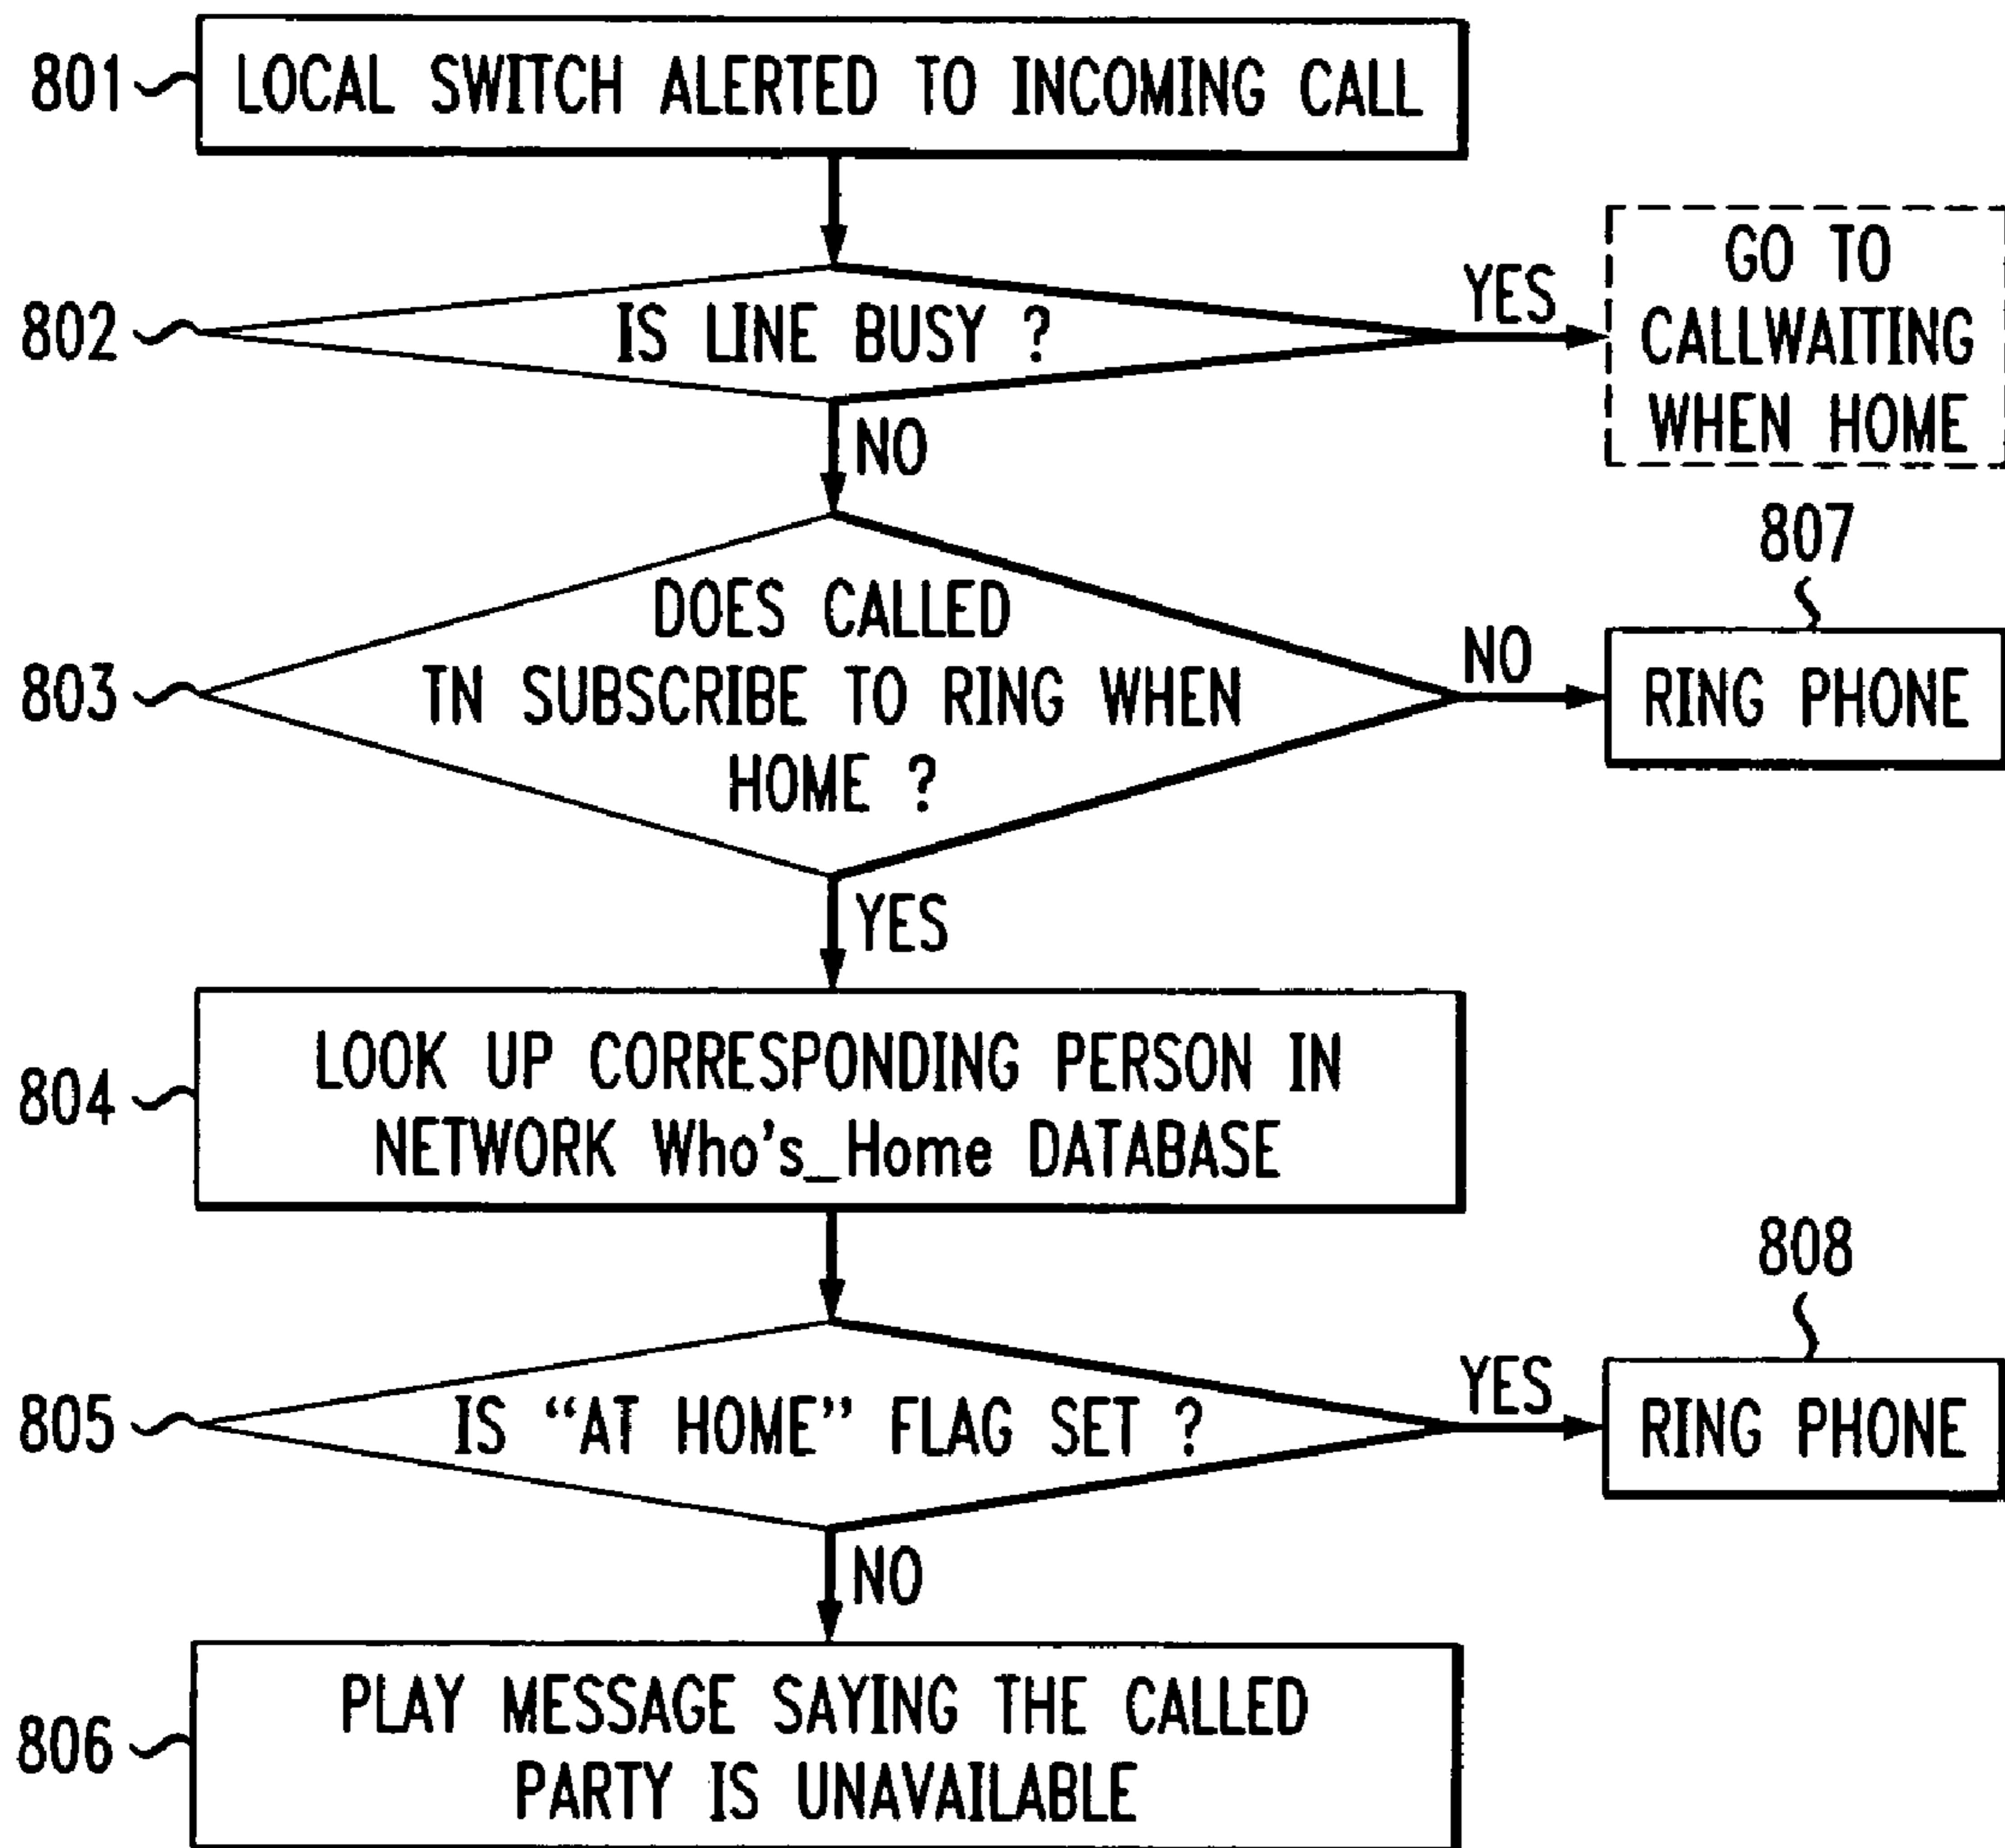 801
LOCAL SWITCH ALERTED TO INCOMING CALL
802
IS LINE BUSY ?
YES
GO TO
CALLWAITING
WHEN HOME
NO
803
DOES CALLED
TN SUBSCRIBE TO RING WHEN
HOME ?
NO
807
RING PHONE
YES
804
LOOK UP CORRESPONDING PERSON IN
NETWORK Who's_Home DATABASE
805
IS “AT HOME” FLAG SET ?
YES
808
RING PHONE
NO
806
PLAY MESSAGE SAYING THE CALLED
PARTY IS UNAVAILABLE